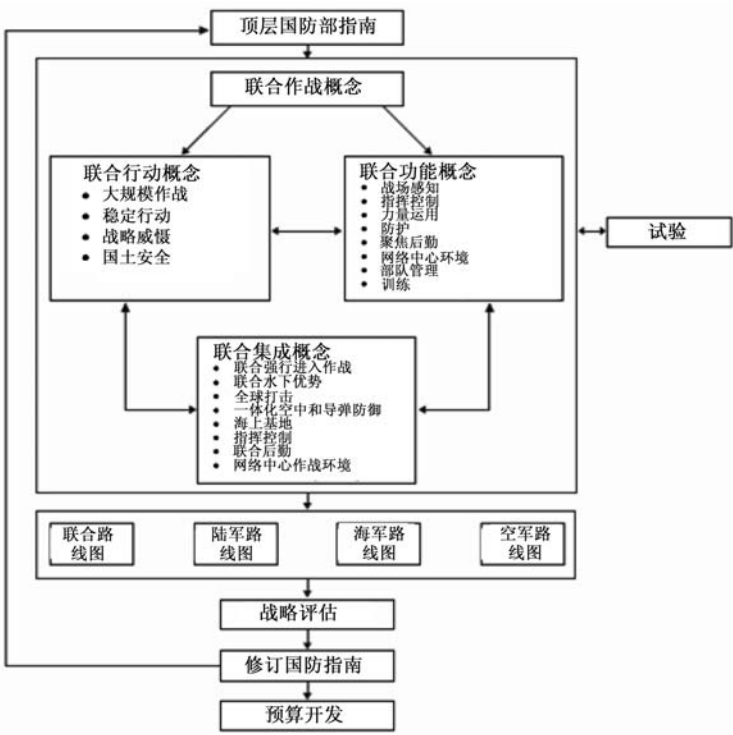 顶层国防部指南
联合作战概念
联合行动概念
• 大规模作战
• 稳定行动
• 战略威慑
• 国土安全
联合功能概念
• 战场感知
• 指挥控制
• 力量运用
• 防护
• 聚焦后勤
• 网络中心环境
• 部队管理
• 训练
试验
联合集成概念
• 联合强行进入作战
• 联合水下优势
• 全球打击
• 一体化空中和导弹防御
• 海上基地
• 指挥控制
• 联合后勤
• 网络中心作战环境
联合路
线图
陆军路
线图
海军路
线图
空军路
线图
战略评估
修订国防指南
预算开发